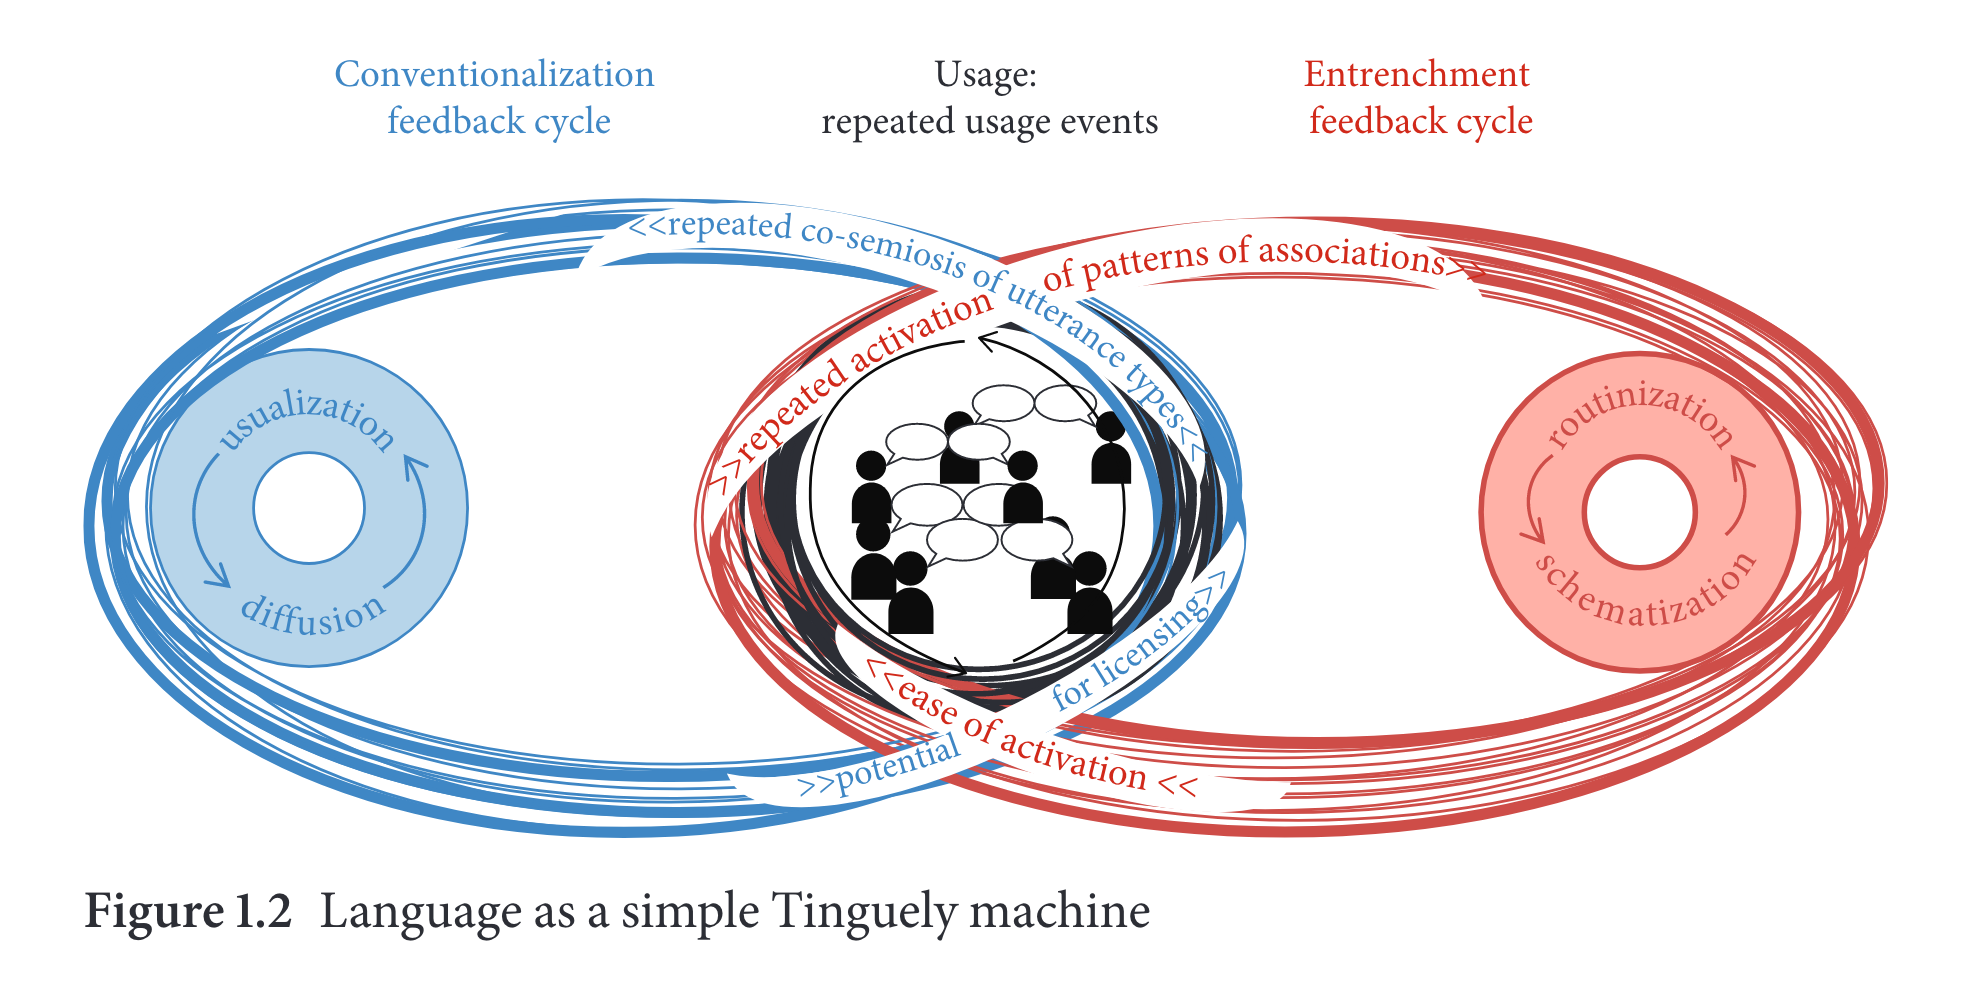 Conventionalization
feedback cycle
Usage:
repeated usage events
Entrenchment
feedback cycle
<<repeated co-semiosis of utterance types<<
>>repeated activation of patterns of associations>>
usualization
diffusion
routinization
schematization
<<ease of activation <<
>>potential for licensing>>
Figure 1.2 Language as a simple Tinguely machine